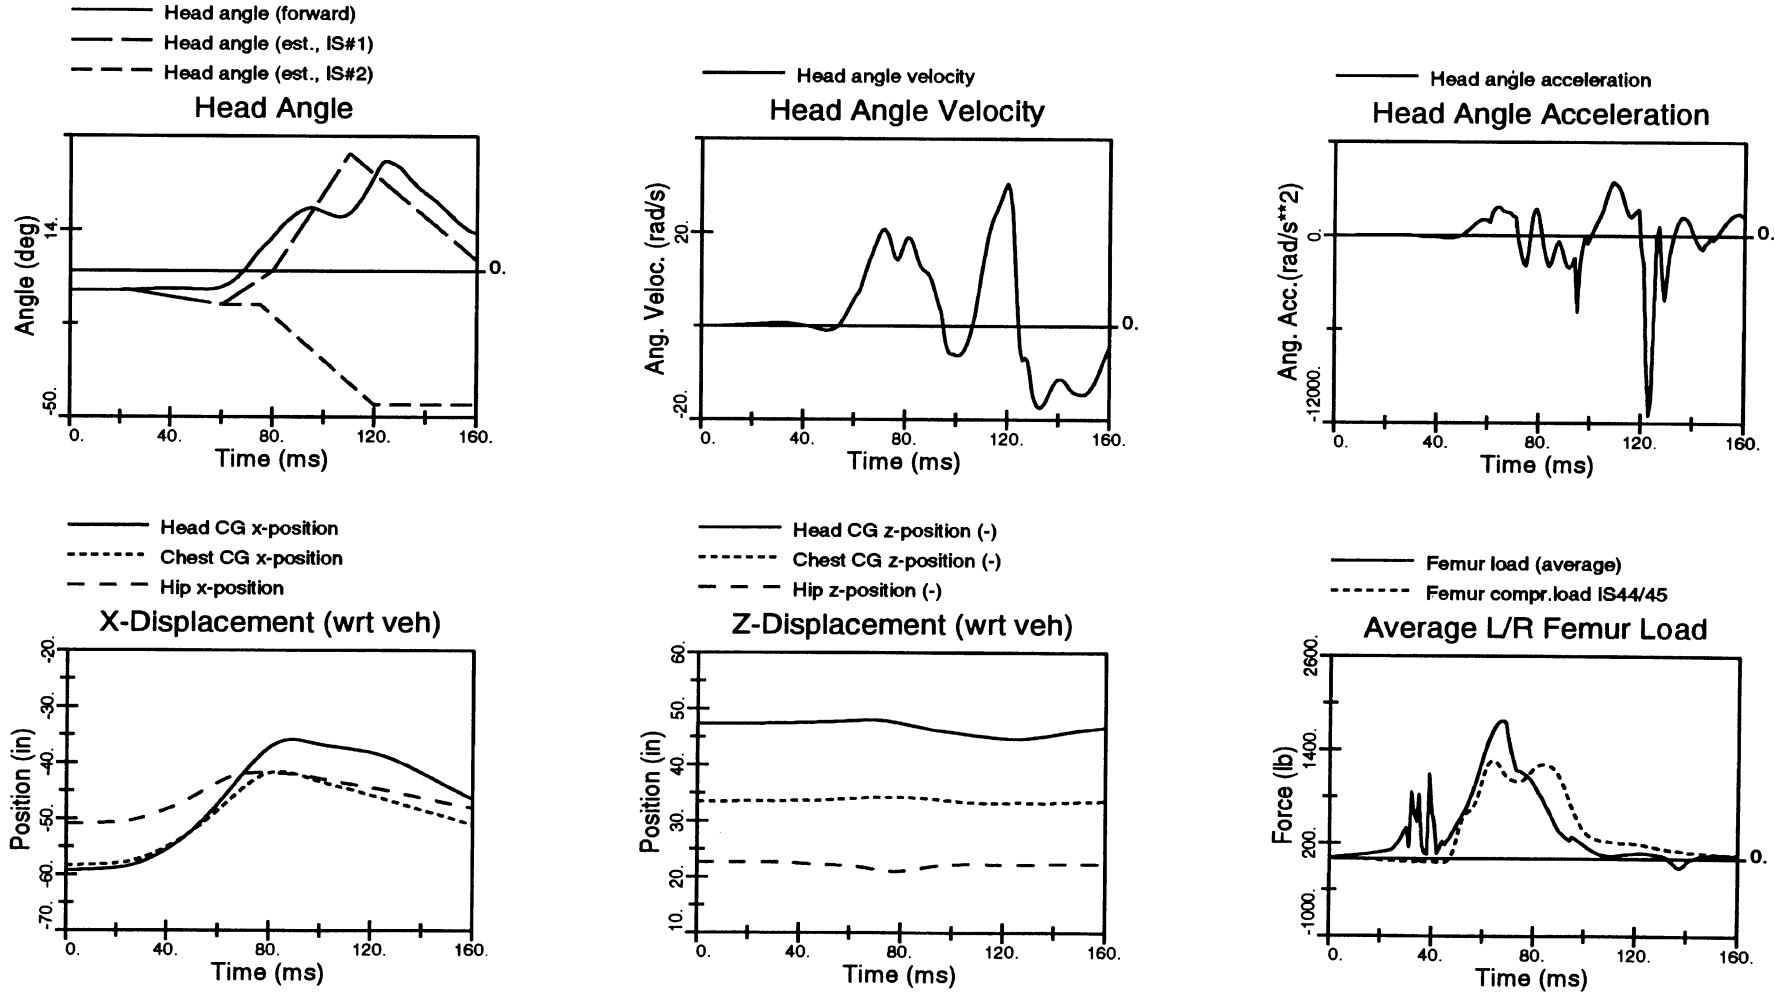 Head angle (forward)
Head angle (est., IS#1)
Head angle (est., IS#2)
Head Angle
14.
-50.
Angle (deg)
0.
0. 40. 80. 120. 160.
Time (ms)
Head angle velocity
Head Angle Velocity
20.
-20.
Ang. Veloc. (rad/s)
0.
0. 40. 80. 120. 160.
Time (ms)
Head angle acceleration
Head Angle Acceleration
0.
-12000.
Ang. Acc.(rad/s**2)
0.
0. 40. 80. 120. 160.
Time (ms)
Head CG x-position
Chest CG x-position
Hip x-position
X-Displacement (wrt veh)
-20.
-30.
-40.
-50.
-60.
-70.
Position (in)
0. 40. 80. 120. 160.
Time (ms)
Head CG z-position (-)
Chest CG z-position (-)
Hip z-position (-)
Z-Displacement (wrt veh)
60.
50.
40.
30.
20.
10.
Position (in)
0. 40. 80. 120. 160.
Time (ms)
Femur load (average)
Femur compr.load IS44/45
Average L/R Femur Load
2600.
1400.
200.
-1000.
Force (lb)
0.
0. 40. 80. 120. 160.
Time (ms)